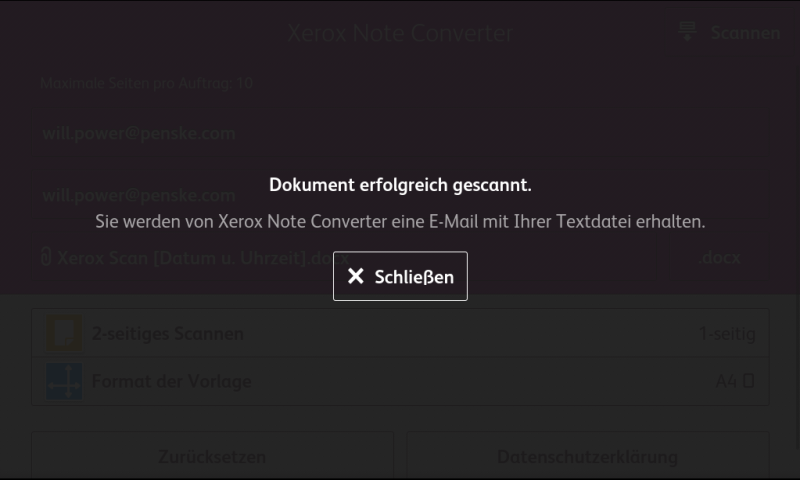 Xerox Note Converter
Scannen
Maximale Seiten pro Auftrag: 10
will.power@penske.com
Dokument erfolgreich gescannt.
will.power@penske.com
Sie werden von Xerox Note Converter eine E-Mail mit Ihrer Textdatei erhalten.
Xerox Scan [Datum u. Uhrzeit].docx
.docx
Schließen
2-seitiges Scannen
1-seitig
Format der Vorlage
A4
Zurücksetzen
Datenschutzerklärung